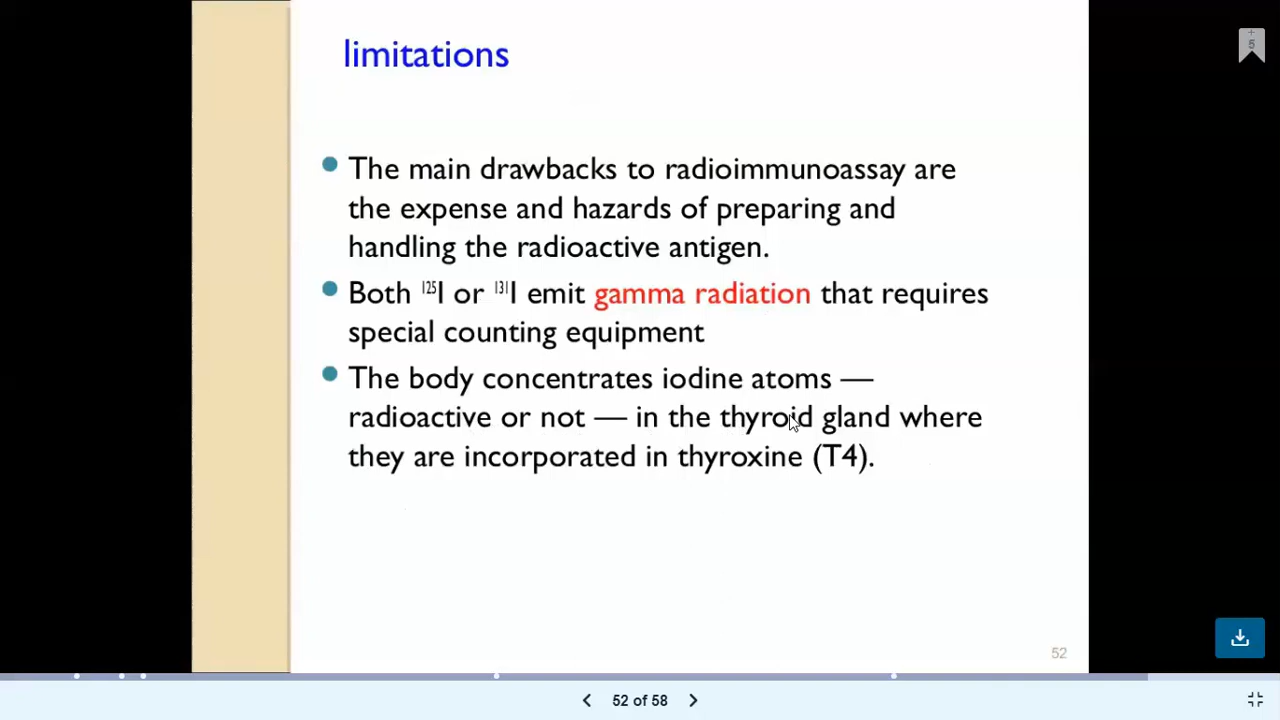 limitations
The main drawbacks to radioimmunoassay are
the expense and hazards of preparing and
handling the radioactive antigen.
Both ¹²⁵I or ¹³¹I emit gamma radiation that requires
special counting equipment
The body concentrates iodine atoms —
radioactive or not — in the thyroid gland where
they are incorporated in thyroxine (T4).
52
52 of 58
5